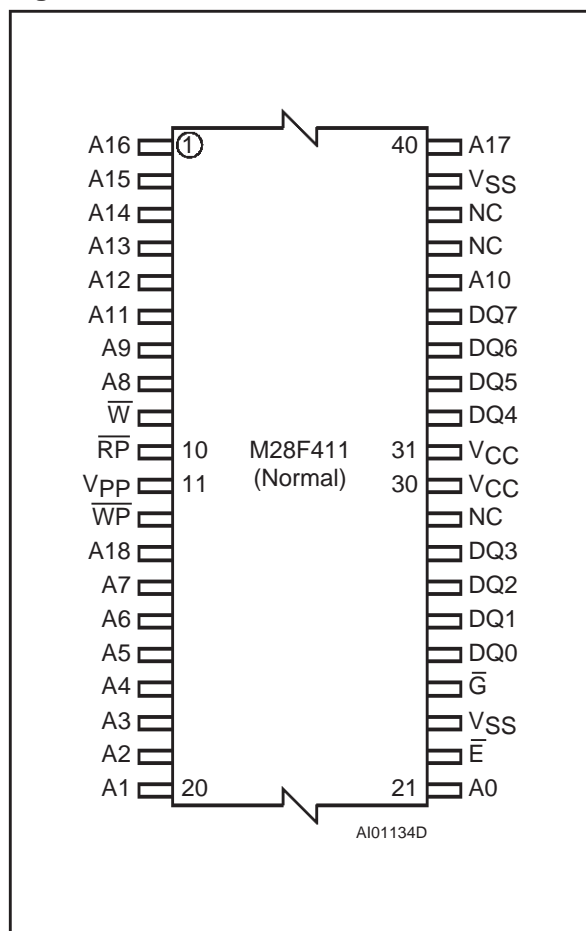 A16 1 40 A17
A15 VSS
A14 NC
A13 NC
A12 A10
A11 DQ7
A9 DQ6
A8 DQ5
W̅ DQ4
R̅P̅ 10 M28F411 31 VCC
VPP 11 (Normal) 30 VCC
W̅P̅ NC
A18 DQ3
A7 DQ2
A6 DQ1
A5 DQ0
A4 G̅
A3 VSS
A2 E̅
A1 20 21 A0
AI01134D